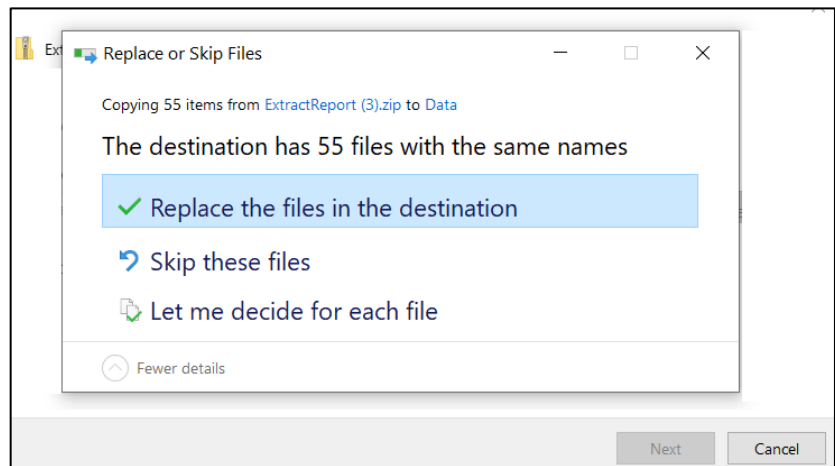 Ext
Replace or Skip Files
Copying 55 items from ExtractReport (3).zip to Data
The destination has 55 files with the same names
Replace the files in the destination
Skip these files
Let me decide for each file
Fewer details
Next
Cancel